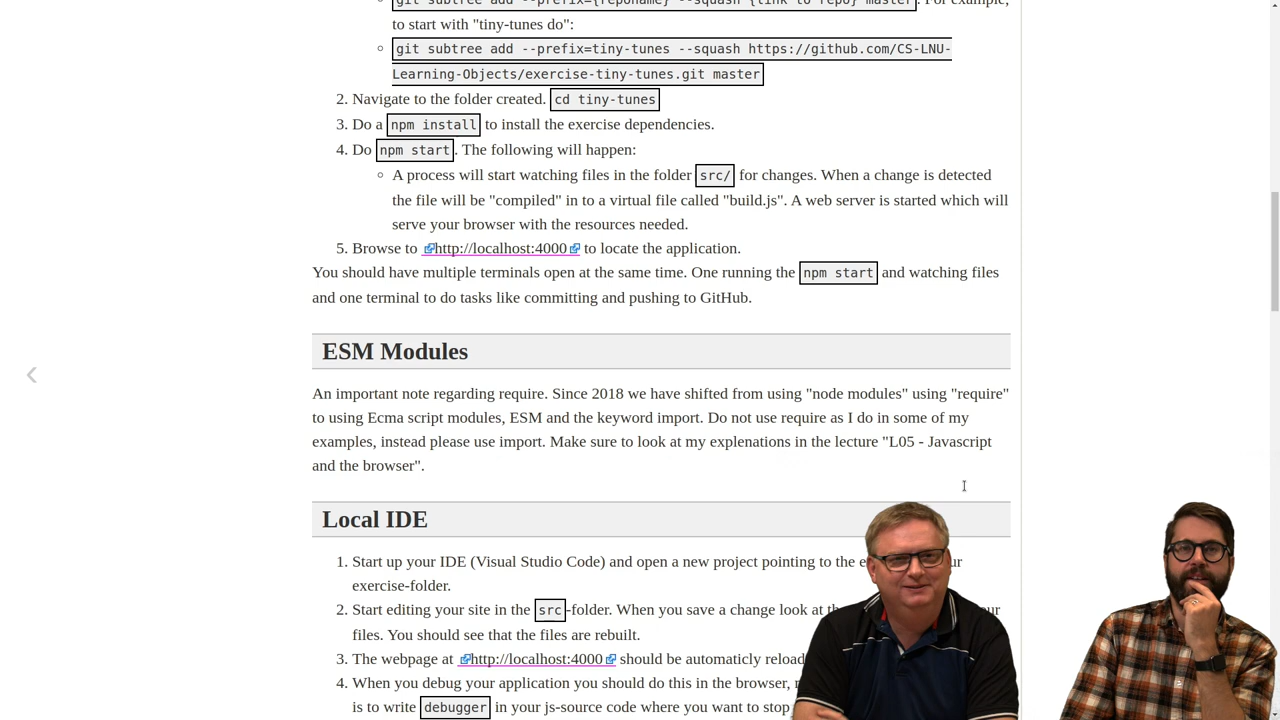 git subtree add --prefix={reponame} --squash {link to repo} master. For example,
to start with "tiny-tunes do":
git subtree add --prefix=tiny-tunes --squash https://github.com/CS-LNU-
Learning-Objects/exercise-tiny-tunes.git master
2. Navigate to the folder created. cd tiny-tunes
3. Do a npm install to install the exercise dependencies.
4. Do npm start. The following will happen:
A process will start watching files in the folder src/ for changes. When a change is detected
the file will be "compiled" in to a virtual file called "build.js". A web server is started which will
serve your browser with the resources needed.
5. Browse to http://localhost:4000 to locate the application.
You should have multiple terminals open at the same time. One running the npm start and watching files
and one terminal to do tasks like committing and pushing to GitHub.
ESM Modules
An important note regarding require. Since 2018 we have shifted from using "node modules" using "require"
to using Ecma script modules, ESM and the keyword import. Do not use require as I do in some of my
examples, instead please use import. Make sure to look at my explenations in the lecture "L05 - Javascript
and the browser".
Local IDE
1. Start up your IDE (Visual Studio Code) and open a new project pointing to the
exercise-folder.
2. Start editing your site in the src-folder. When you save a change look at
files. You should see that the files are rebuilt.
3. The webpage at http://localhost:4000 should be automaticly
4. When you debug your application you should do this in the browser,
is to write debugger in your js-source code where you want to stop